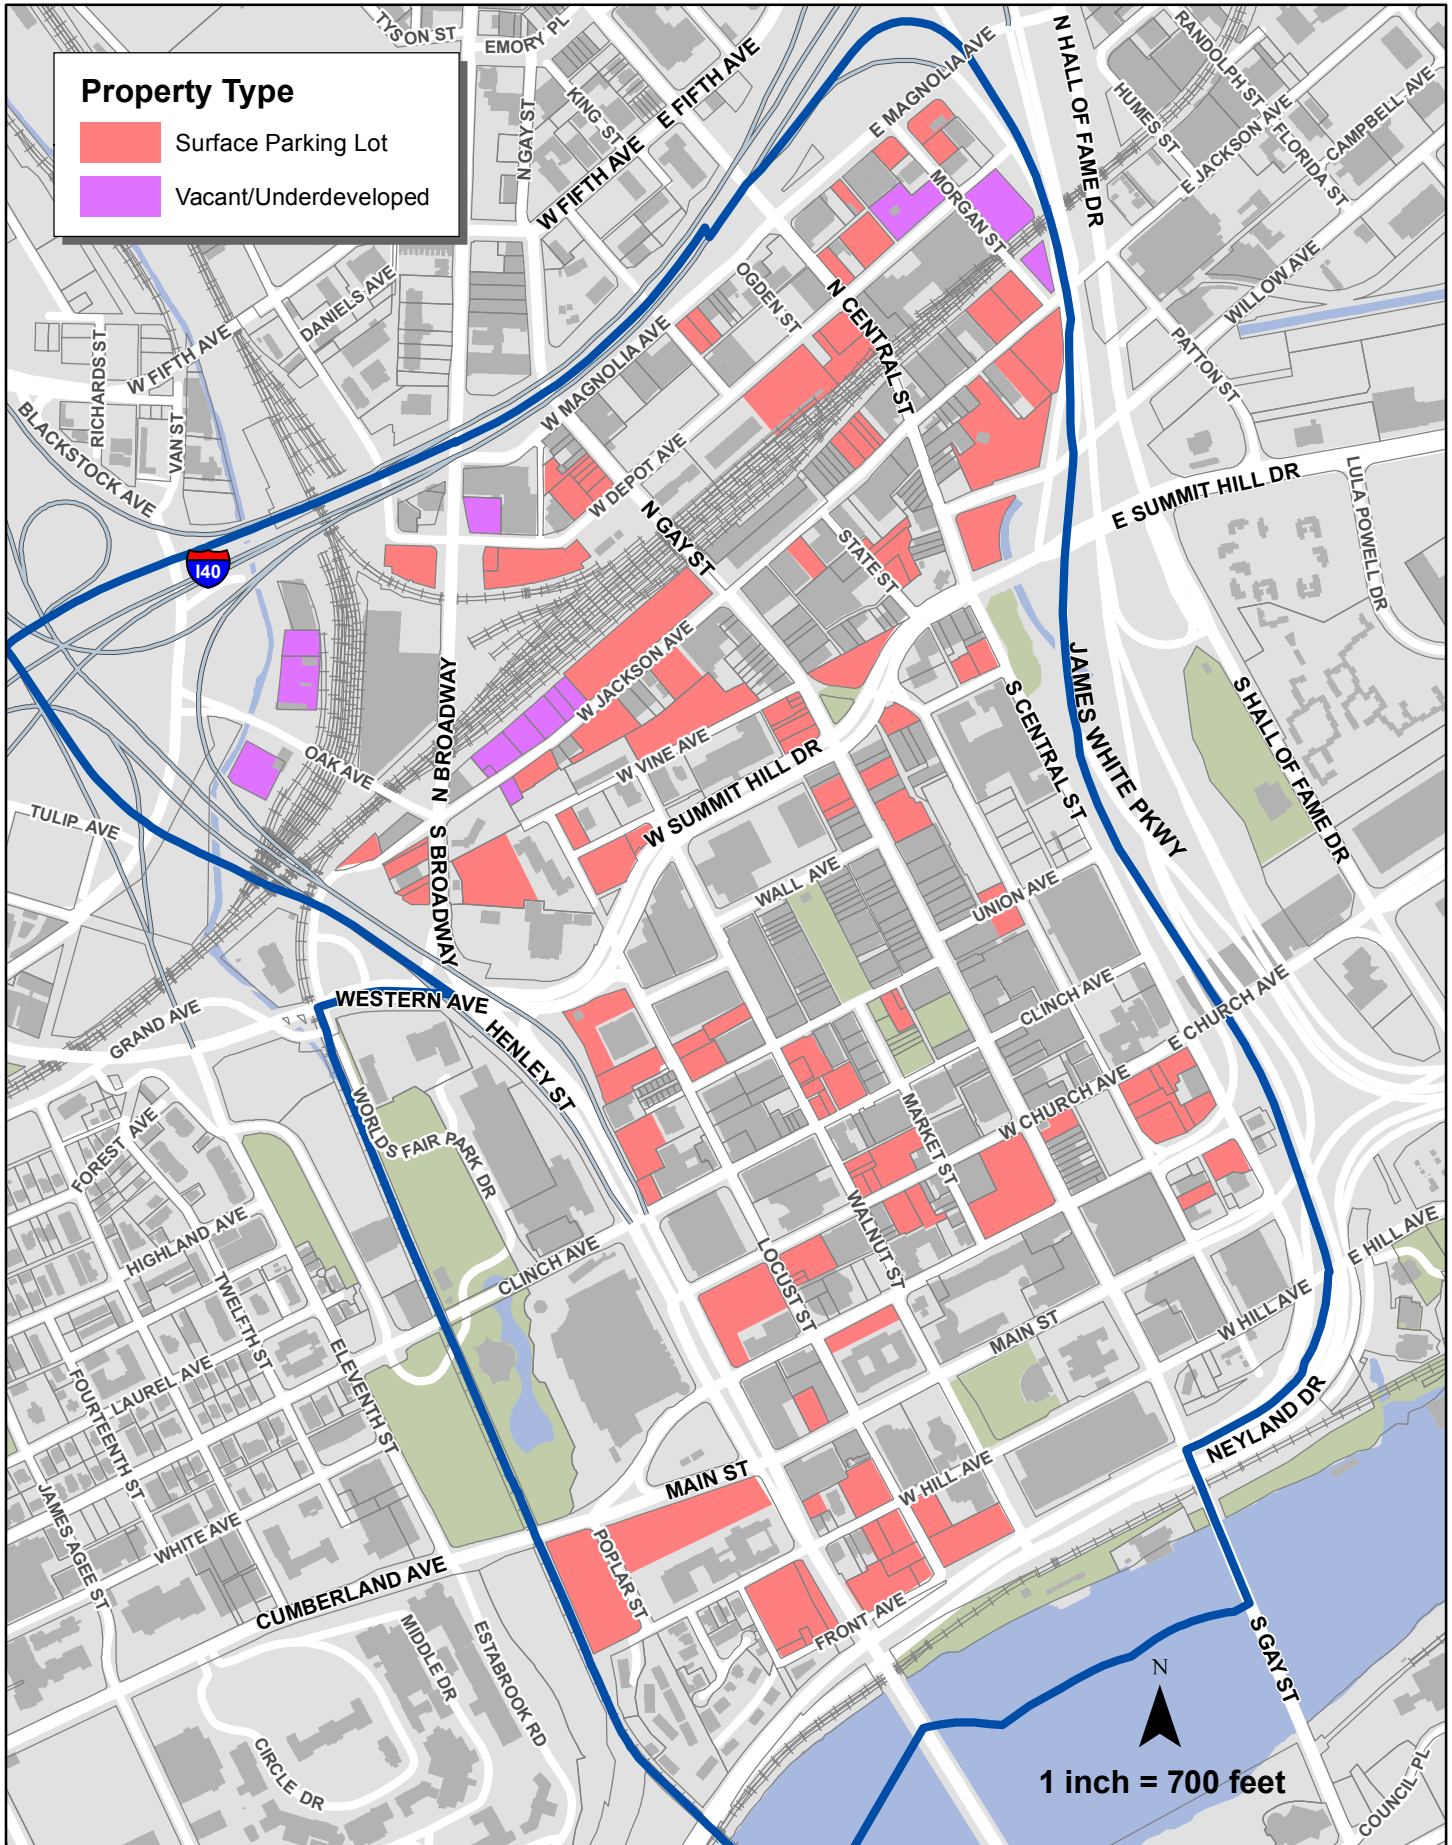 TYSON ST
EMORY PL
N GAY ST
KING ST
E FIFTH AVE
W FIFTH AVE
E MAGNOLIA AVE
N HALL OF FAME DR
RANDOLPH ST
HUMES ST
E JACKSON AVE
FLORIDA ST
CAMPBELL AVE
Property Type
Surface Parking Lot
Vacant/Underdeveloped
MORGAN ST
WILLOW AVE
PATTON ST
OGDEN ST
N CENTRAL ST
DANIELS AVE
W FIFTH AVE
RICHARDS ST
VAN ST
BLACKSTOCK AVE
W MAGNOLIA AVE
W DEPOT AVE
N GAY ST
STATE ST
E SUMMIT HILL DR
LULA POWELL DR
I40
W JACKSON AVE
N BROADWAY
OAK AVE
W VINE AVE
W SUMMIT HILL DR
S CENTRAL ST
JAMES WHITE PKWY
S HALL OF FAME DR
TULIP AVE
S BROADWAY
WALL AVE
UNION AVE
WESTERN AVE
HENLEY ST
GRAND AVE
CLINCH AVE
E CHURCH AVE
W CHURCH AVE
MARKET ST
WORLDS FAIR PARK DR
FOREST AVE
HIGHLAND AVE
WALNUT ST
LOCUST ST
CLINCH AVE
E HILL AVE
W HILL AVE
MAIN ST
TWELFTH ST
ELEVENTH ST
LAUREL AVE
FOURTEENTH ST
JAMES AGEE ST
WHITE AVE
NEYLAND DR
MAIN ST
W HILL AVE
POPLAR ST
CUMBERLAND AVE
FRONT AVE
MIDDLE DR
ESTABROOK RD
CIRCLE DR
S GAY ST
N
1 inch = 700 feet
COUNCIL PL